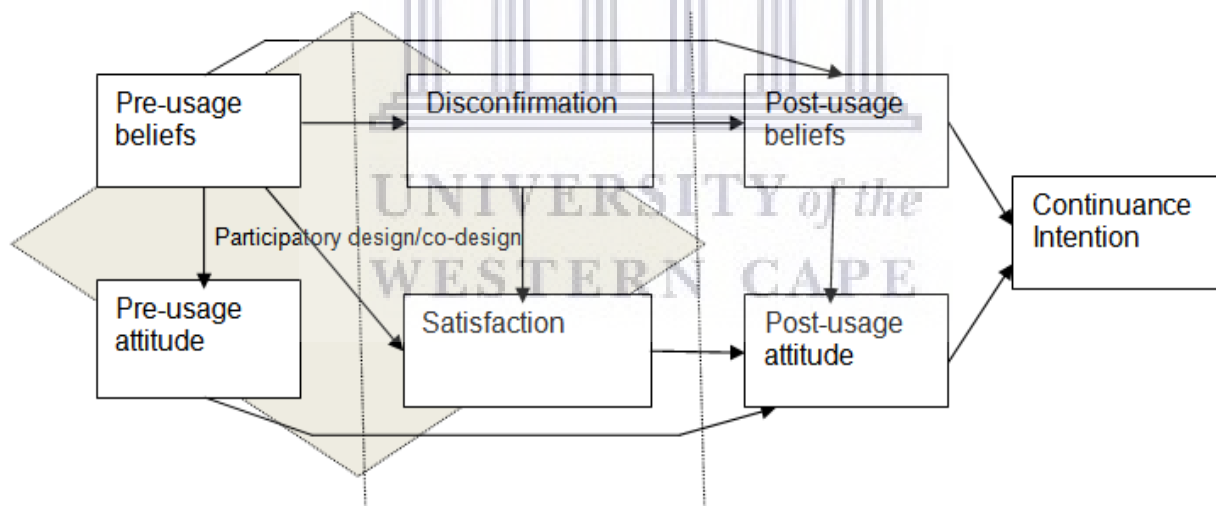 Pre-usage
beliefs
Disconfirmation
Post-usage
beliefs
UNIVERSITY of the
Continuance
Intention
Participatory design/co-design
WESTERN CAPE
Pre-usage
attitude
Satisfaction
Post-usage
attitude